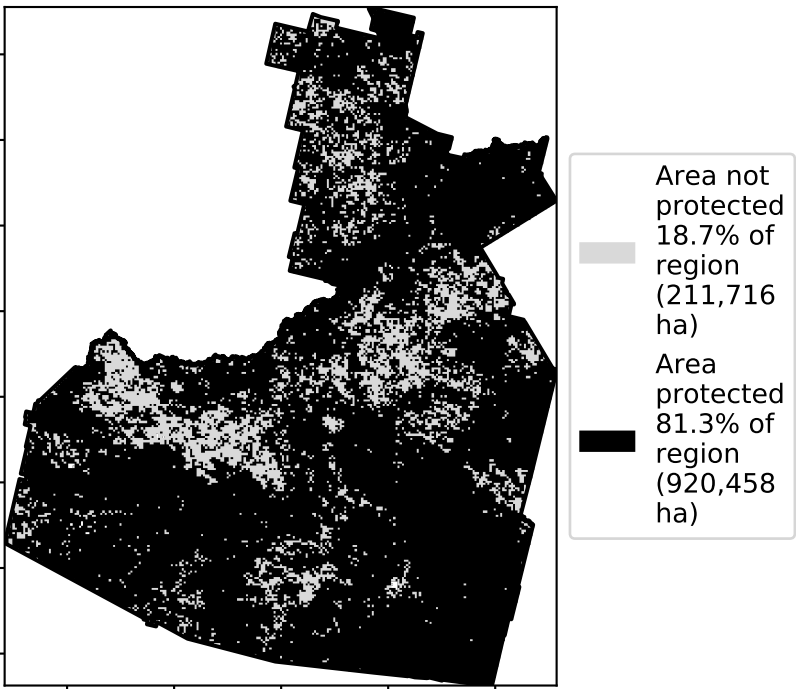 Area not
protected
18.7% of
region
(211,716
ha)
Area
protected
81.3% of
region
(920,458
ha)